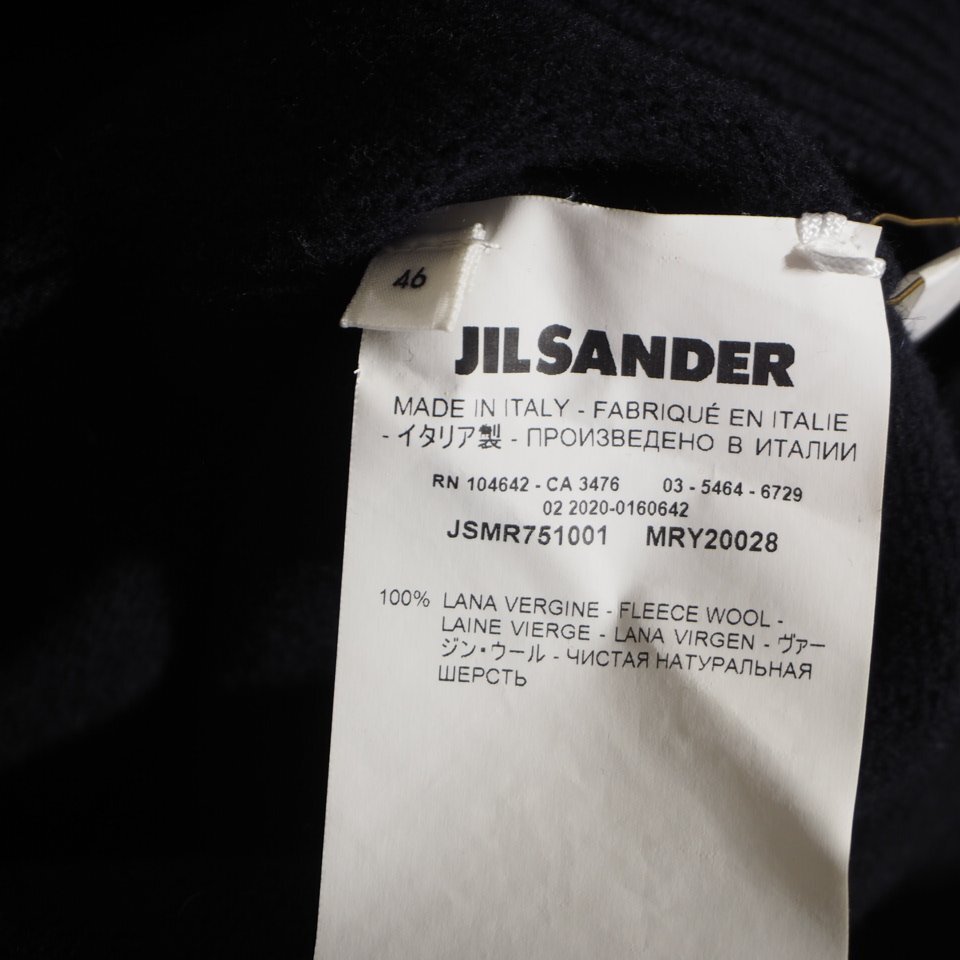 46
JIL SANDER
MADE IN ITALY - FABRIQUÉ EN ITALIE
- イタリア製 - ПРОИЗВЕДЕНО В ИТАЛИИ
RN 104642 - CA 3476 03 - 5464 - 6729
02 2020-0160642
JSMR751001 MRY20028
100% LANA VERGINE - FLEECE WOOL -
LAINE VIERGE - LANA VIRGEN - ヴァー
ジン・ウール - ЧИСТАЯ НАТУРАЛЬНАЯ
ШЕРСТЬ